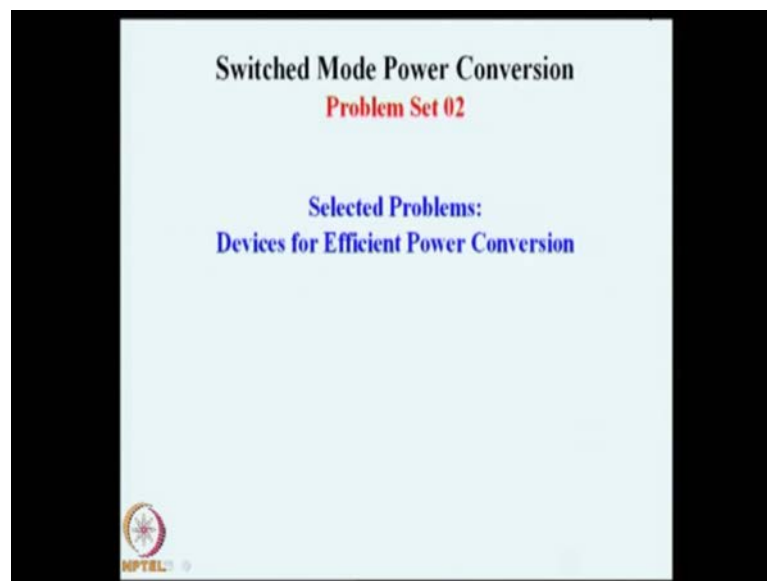 Switched Mode Power Conversion
Problem Set 02
Selected Problems:
Devices for Efficient Power Conversion
NPTEL